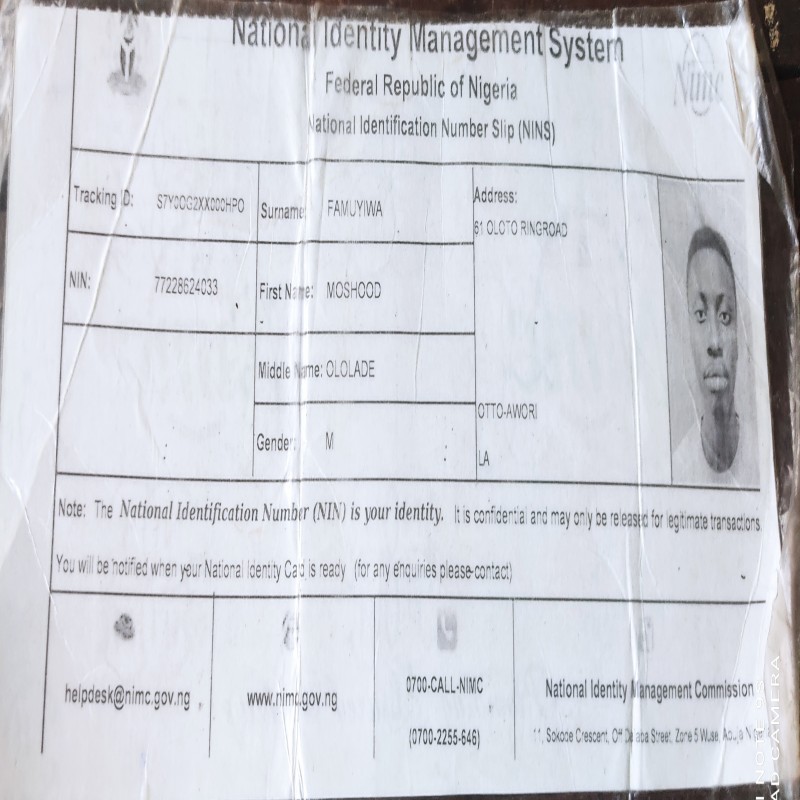 National Identity Management System
Federal Republic of Nigeria
National Identification Number Slip (NINS)
Nimc
Tracking ID: S7Y0OG2XX000HPO
Surname: FAMUYIWA
Address:
61 OLOTO RINGROAD
NIN: 77228624033
First Name: MOSHOOD
Middle Name: OLOLADE
OTTO-AWORI
Gender: M
LA
Note: The National Identification Number (NIN) is your identity. It is confidential and may only be released for legitimate transactions
You will be notified when your National Identity Card is ready (for any enquiries please contact)
helpdesk@nimc.gov.ng
www.nimc.gov.ng
0700-CALL-NIMC
(0700-2255-646)
National Identity Management Commission
11, Sokode Crescent, Off Street, Zone 5 Wuse, Abuja
CAMERA